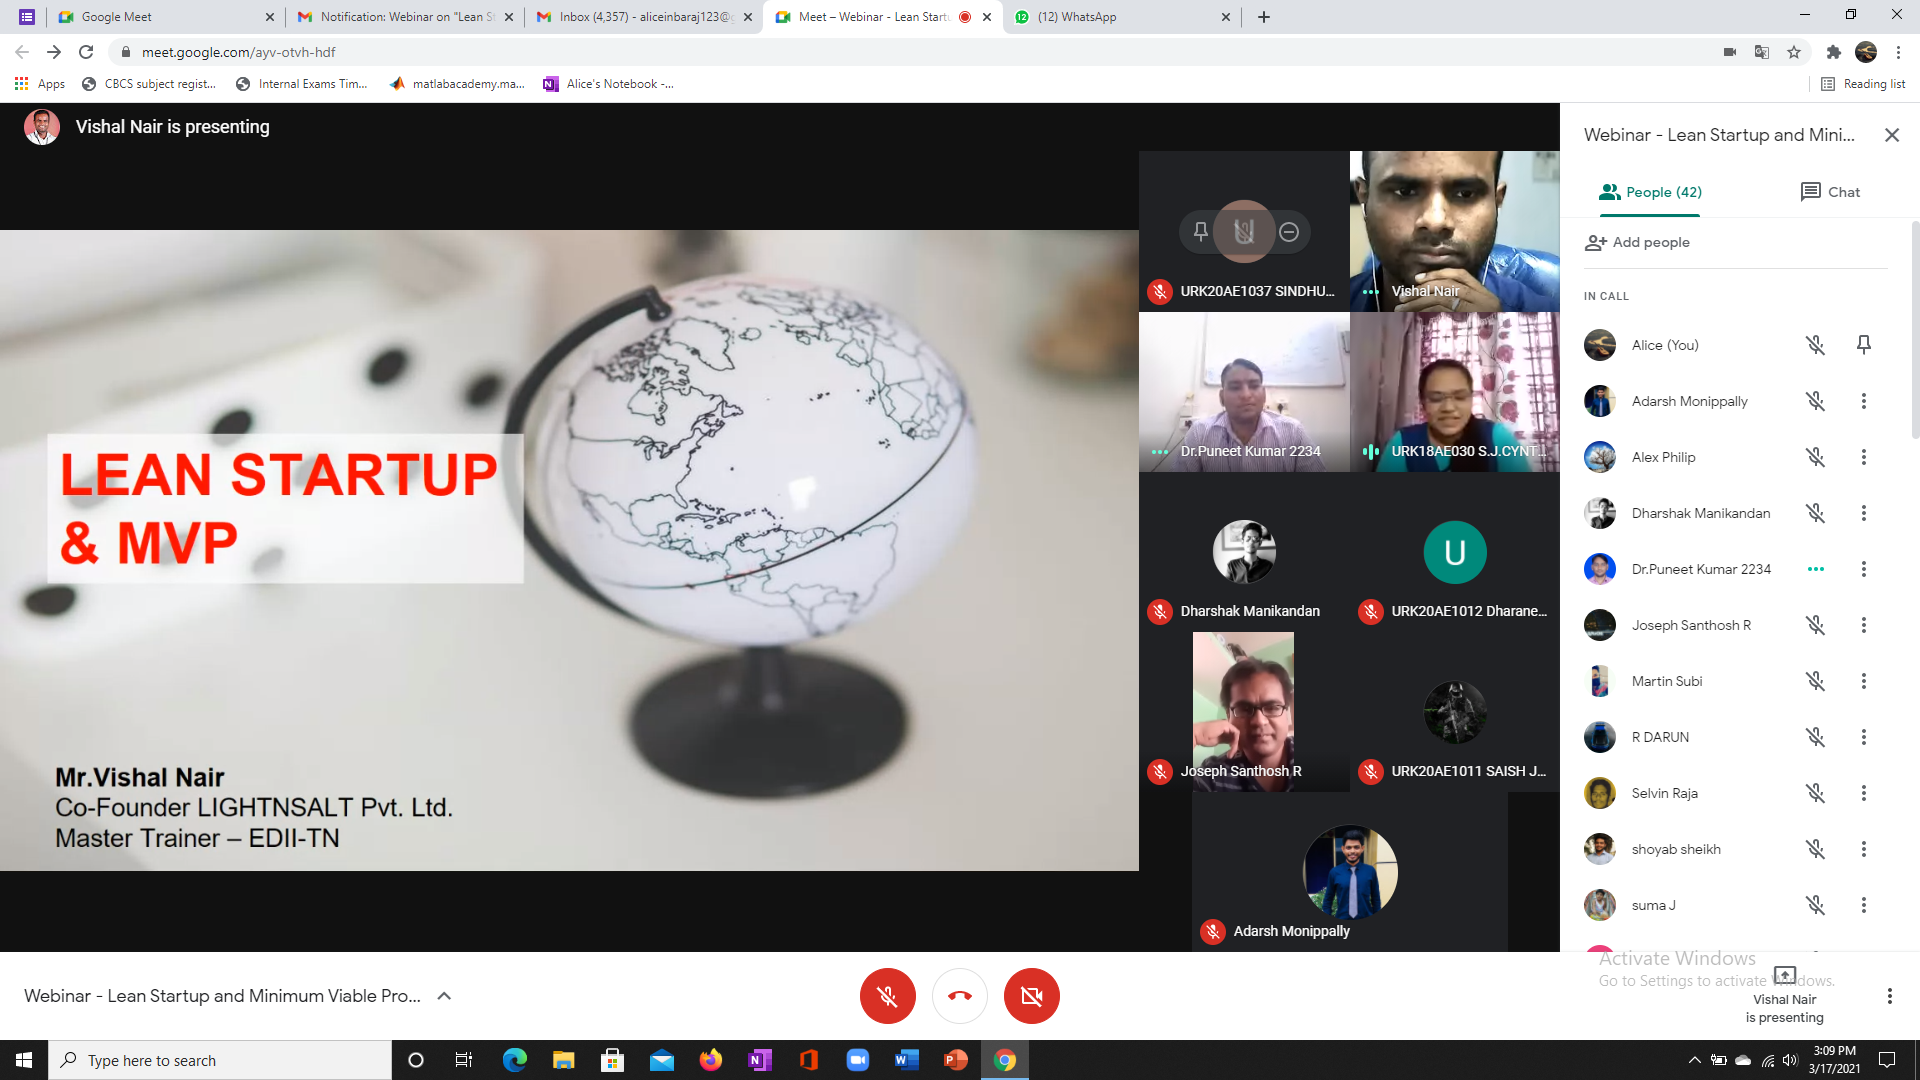 Google Meet
Notification: Webinar on "Lean St
Inbox (4,357) - aliceinbaraj123@g
Meet – Webinar - Lean Startu
(12) WhatsApp
meet.google.com/ayv-otvh-hdf
Apps
CBCS subject regist...
Internal Exams Tim...
matlabacademy.ma...
Alice's Notebook -...
Reading list
Vishal Nair is presenting
LEAN STARTUP
& MVP
Mr.Vishal Nair
Co-Founder LIGHTNSALT Pvt. Ltd.
Master Trainer – EDII-TN
URK20AE1037 SINDHU...
Vishal Nair
Dr.Puneet Kumar 2234
URK18AE030 S.J.CYNT...
Dharshak Manikandan
U
URK20AE1012 Dharane...
Joseph Santhosh R
URK20AE1011 SAISH J...
Adarsh Monippally
Webinar - Lean Startup and Mini...
People (42)
Chat
Add people
IN CALL
Alice (You)
Adarsh Monippally
Alex Philip
Dharshak Manikandan
Dr.Puneet Kumar 2234
Joseph Santhosh R
Martin Subi
R DARUN
Selvin Raja
shoyab sheikh
suma J
Activate Windows
Go to Settings to activate Windows.
Webinar - Lean Startup and Minimum Viable Pro...
Vishal Nair
is presenting
Type here to search
3:09 PM
3/17/2021